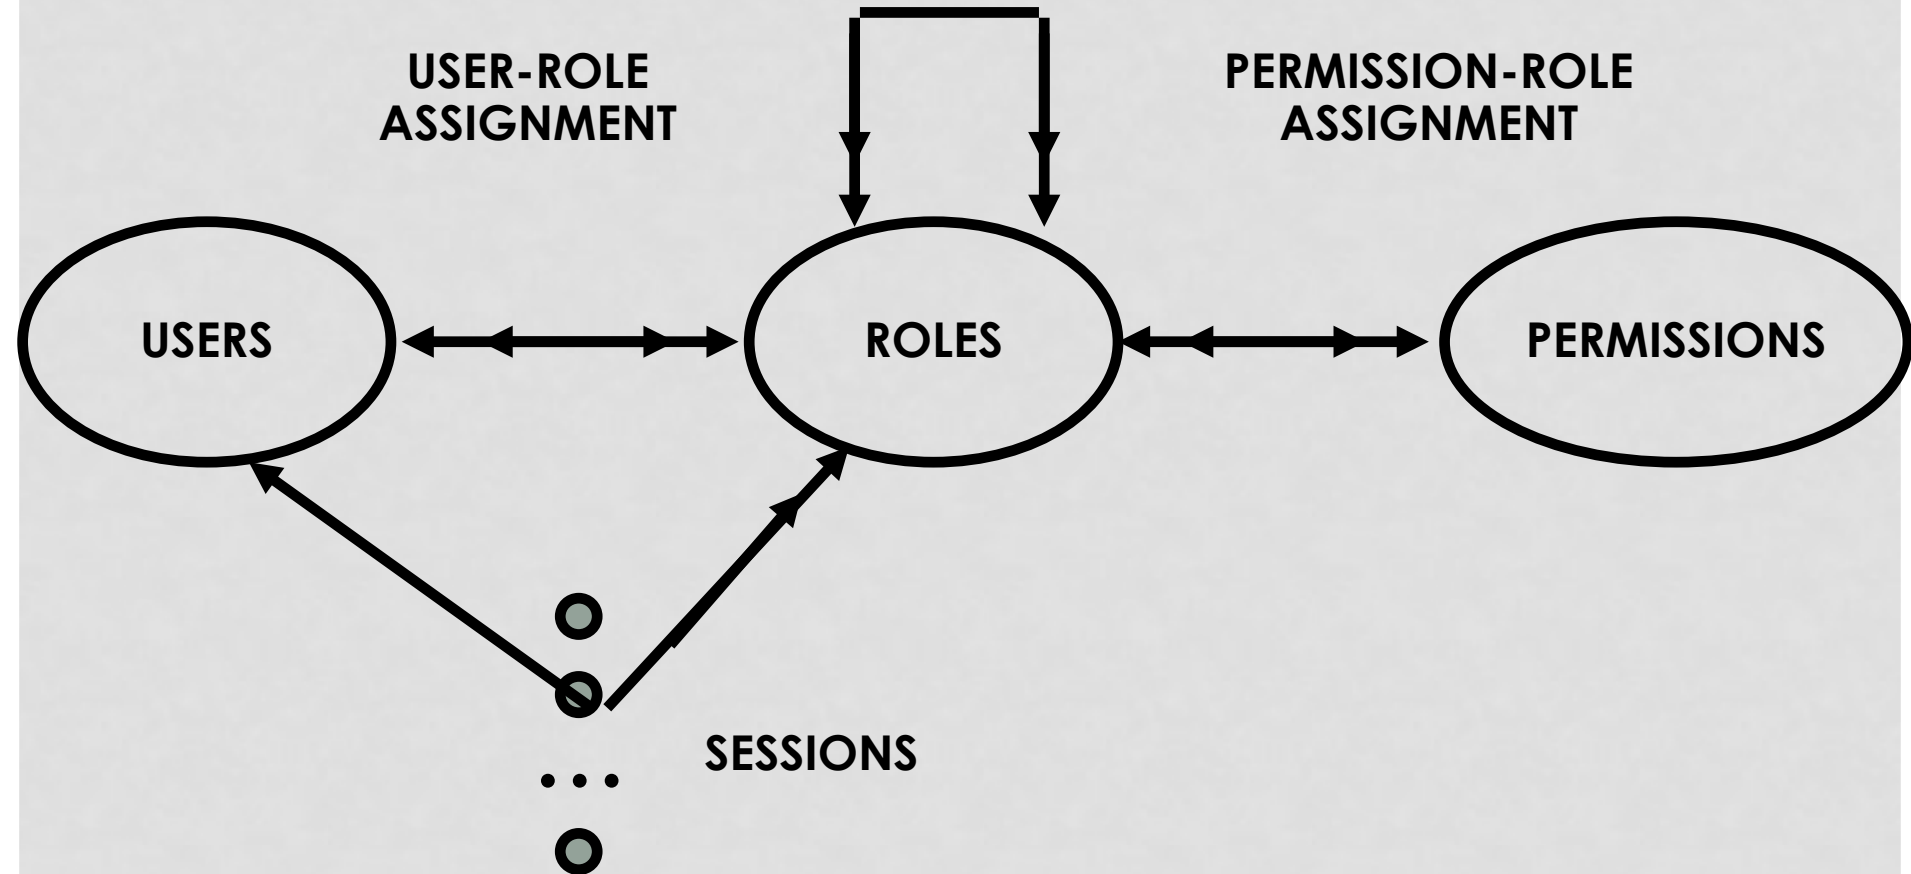 USER-ROLE
ASSIGNMENT
PERMISSION-ROLE
ASSIGNMENT
USERS
ROLES
PERMISSIONS
SESSIONS
...